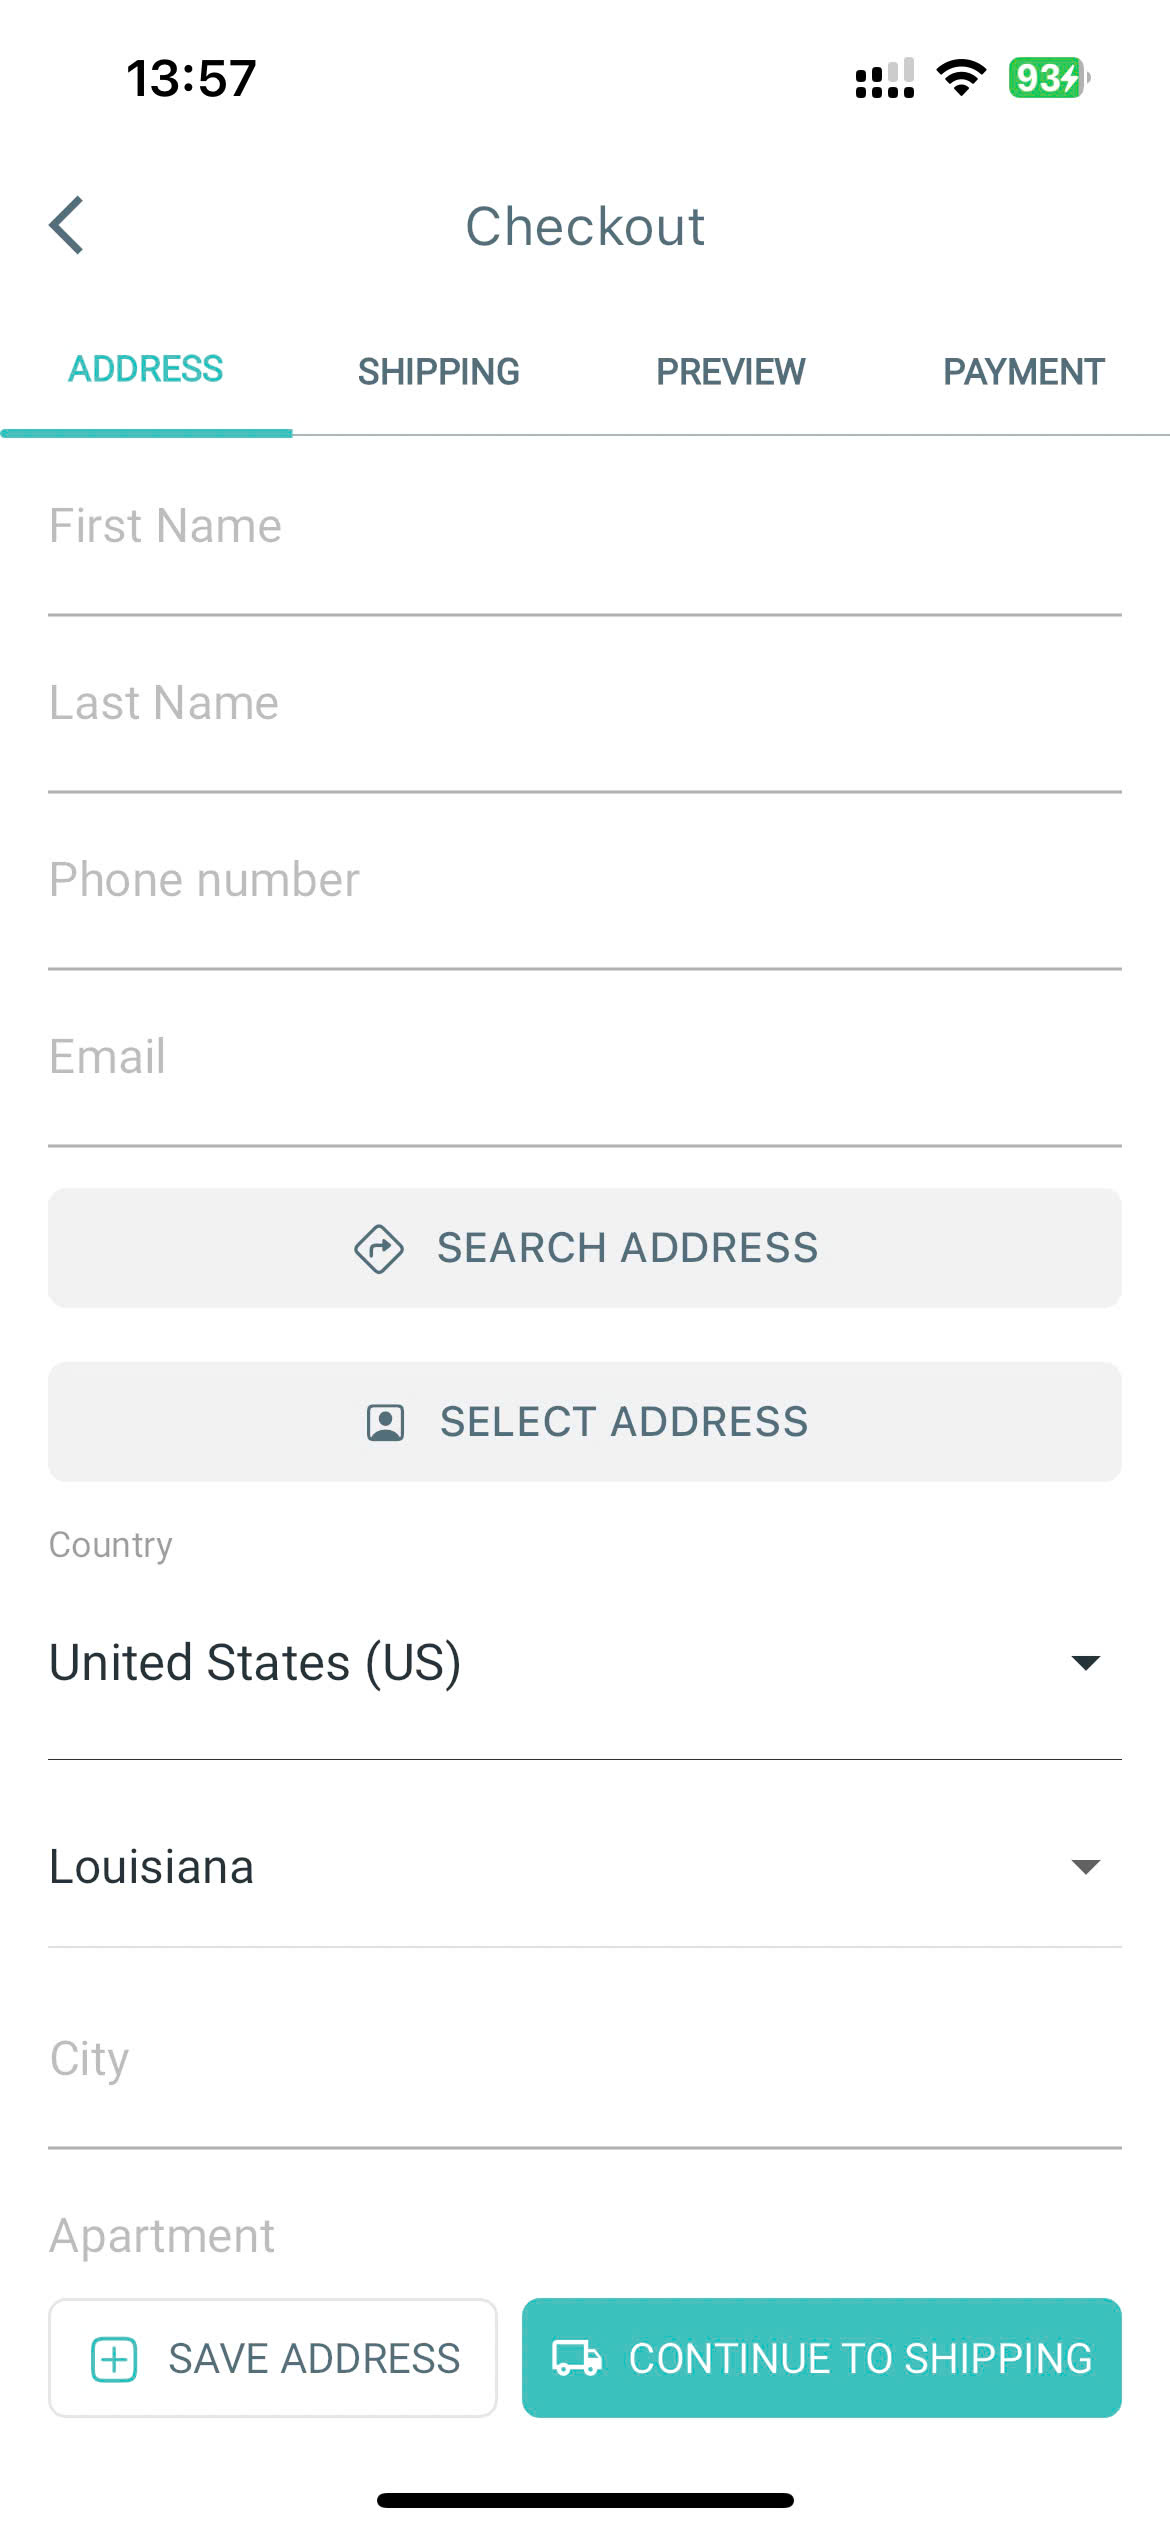 13:57
93
Checkout
ADDRESS SHIPPING PREVIEW PAYMENT
First Name
Last Name
Phone number
Email
SEARCH ADDRESS
SELECT ADDRESS
Country
United States (US)
Louisiana
City
Apartment
SAVE ADDRESS CONTINUE TO SHIPPING